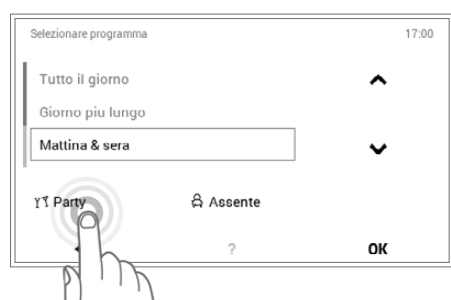 Selezionare programma 17:00
Tutto il giorno
Giorno piu lungo
Mattina & sera
Party Assente
? OK